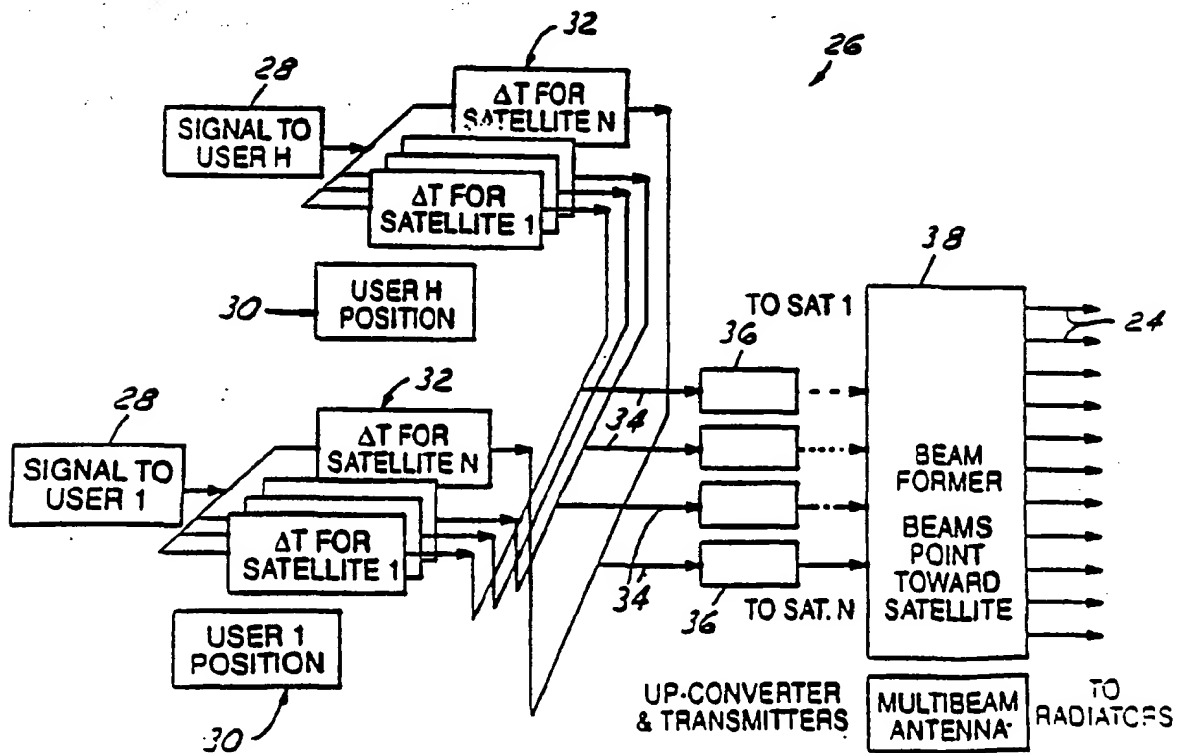 32
26
28
ΔT FOR
SATELLITE N
SIGNAL TO
USER H
ΔT FOR
SATELLITE 1
38
30
USER H
POSITION
TO SAT 1
24
36
32
28
ΔT FOR
SATELLITE N
34
34
SIGNAL TO
USER 1
BEAM
FORMER
ΔT FOR
SATELLITE 1
BEAMS
POINT
TOWARD
SATELLITE
34
34
36
TO SAT. N
USER 1
POSITION
30
UP-CONVERTER
& TRANSMITTERS
MULTIBEAM
ANTENNA
TO
RADIATORS